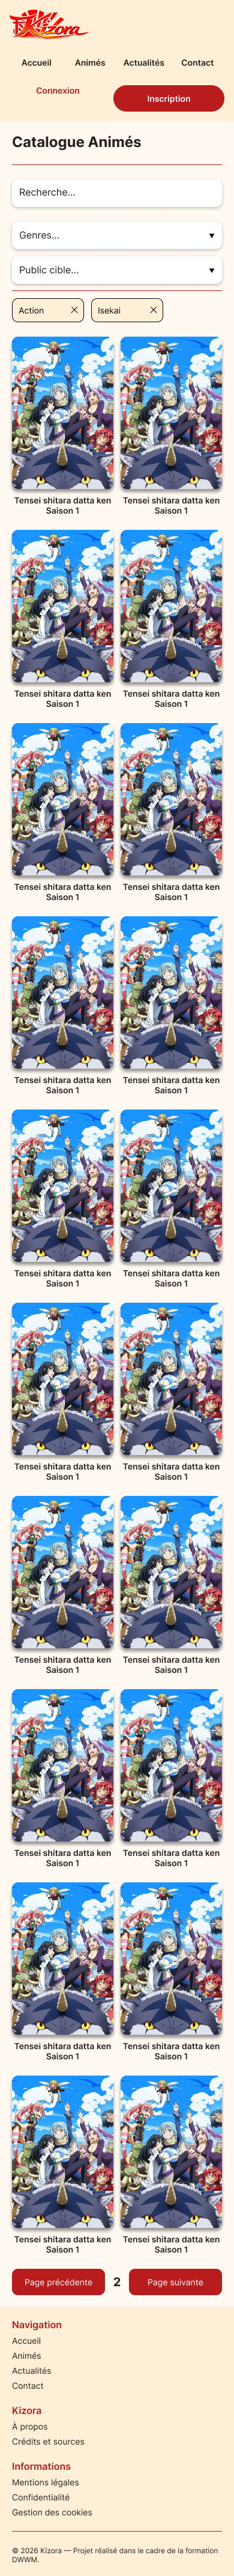 Kizora
Accueil Animés Actualités Contact
Connexion Inscription
Catalogue Animés
Recherche...
Genres... ▼
Public cible... ▼
Action × Isekai ×
Tensei shitara datta ken Tensei shitara datta ken
Saison 1 Saison 1
Tensei shitara datta ken Tensei shitara datta ken
Saison 1 Saison 1
Tensei shitara datta ken Tensei shitara datta ken
Saison 1 Saison 1
Tensei shitara datta ken Tensei shitara datta ken
Saison 1 Saison 1
Tensei shitara datta ken Tensei shitara datta ken
Saison 1 Saison 1
Tensei shitara datta ken Tensei shitara datta ken
Saison 1 Saison 1
Tensei shitara datta ken Tensei shitara datta ken
Saison 1 Saison 1
Tensei shitara datta ken Tensei shitara datta ken
Saison 1 Saison 1
Tensei shitara datta ken Tensei shitara datta ken
Saison 1 Saison 1
Tensei shitara datta ken Tensei shitara datta ken
Saison 1 Saison 1
Page précédente 2 Page suivante
Navigation
Accueil
Animés
Actualités
Contact
Kizora
À propos
Crédits et sources
Informations
Mentions légales
Confidentialité
Gestion des cookies
© 2026 Kizora — Projet réalisé dans le cadre de la formation
DWWM.